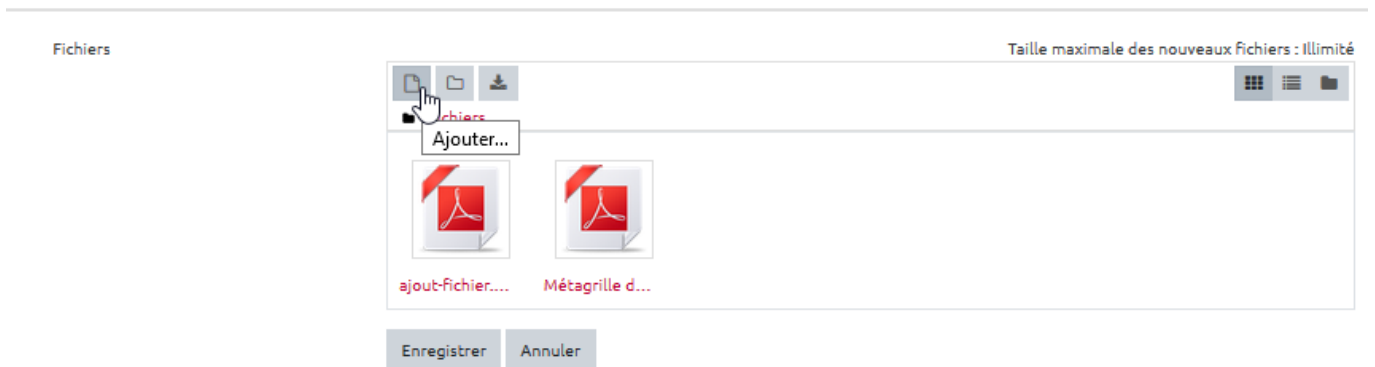 Fichiers
Taille maximale des nouveaux fichiers : Illimité
Ajouter...
ajout-fichier....
Métagrille d...
Enregistrer
Annuler